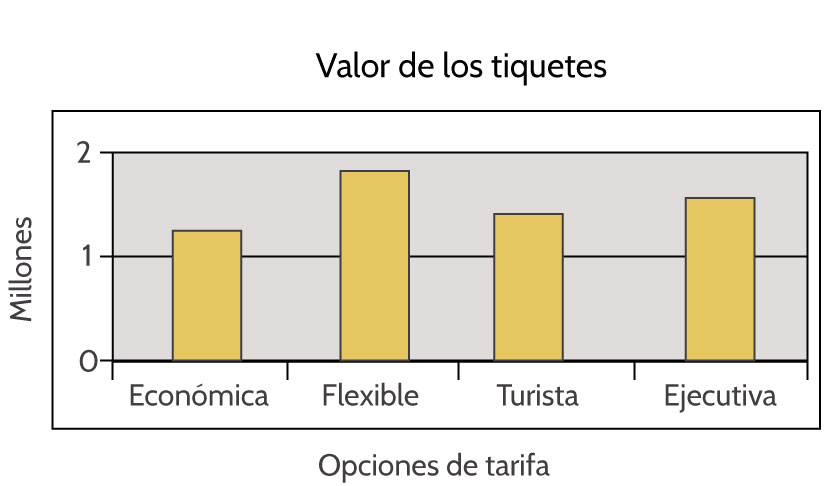 Valor de los tiquetes
Millones
2
1
0
Económica
Flexible
Turista
Ejecutiva
Opciones de tarifa